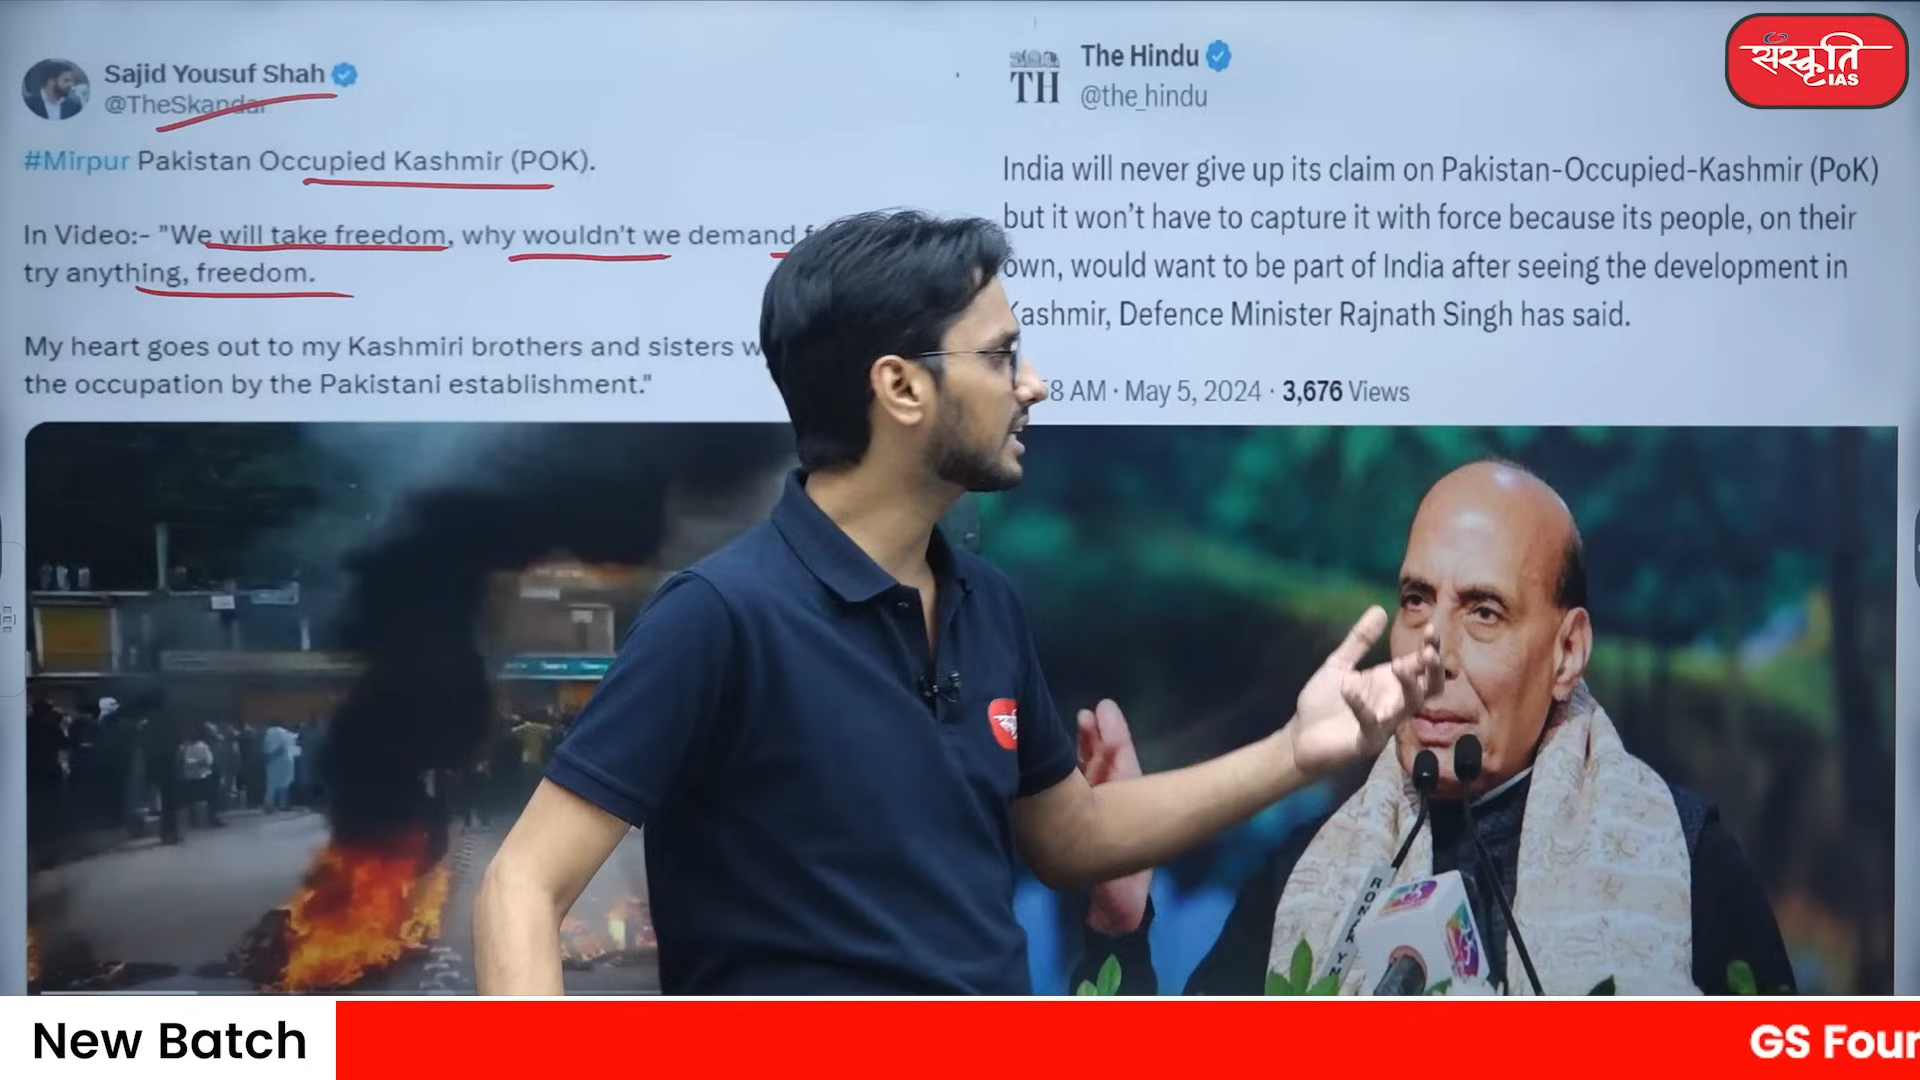 Sajid Yousuf Shah
@TheSkandar
#Mirpur Pakistan Occupied Kashmir (POK).
In Video:- "We will take freedom, why wouldn't we demand
try anything, freedom.
My heart goes out to my Kashmiri brothers and sisters
the occupation by the Pakistani establishment."
TH
The Hindu
@the_hindu
India will never give up its claim on Pakistan-Occupied-Kashmir (PoK)
but it won't have to capture it with force because its people, on their
own, would want to be part of India after seeing the development in
Kashmir, Defence Minister Rajnath Singh has said.
58 AM · May 5, 2024 · 3,676 Views
संस्कृति
IAS
New Batch
GS Foun